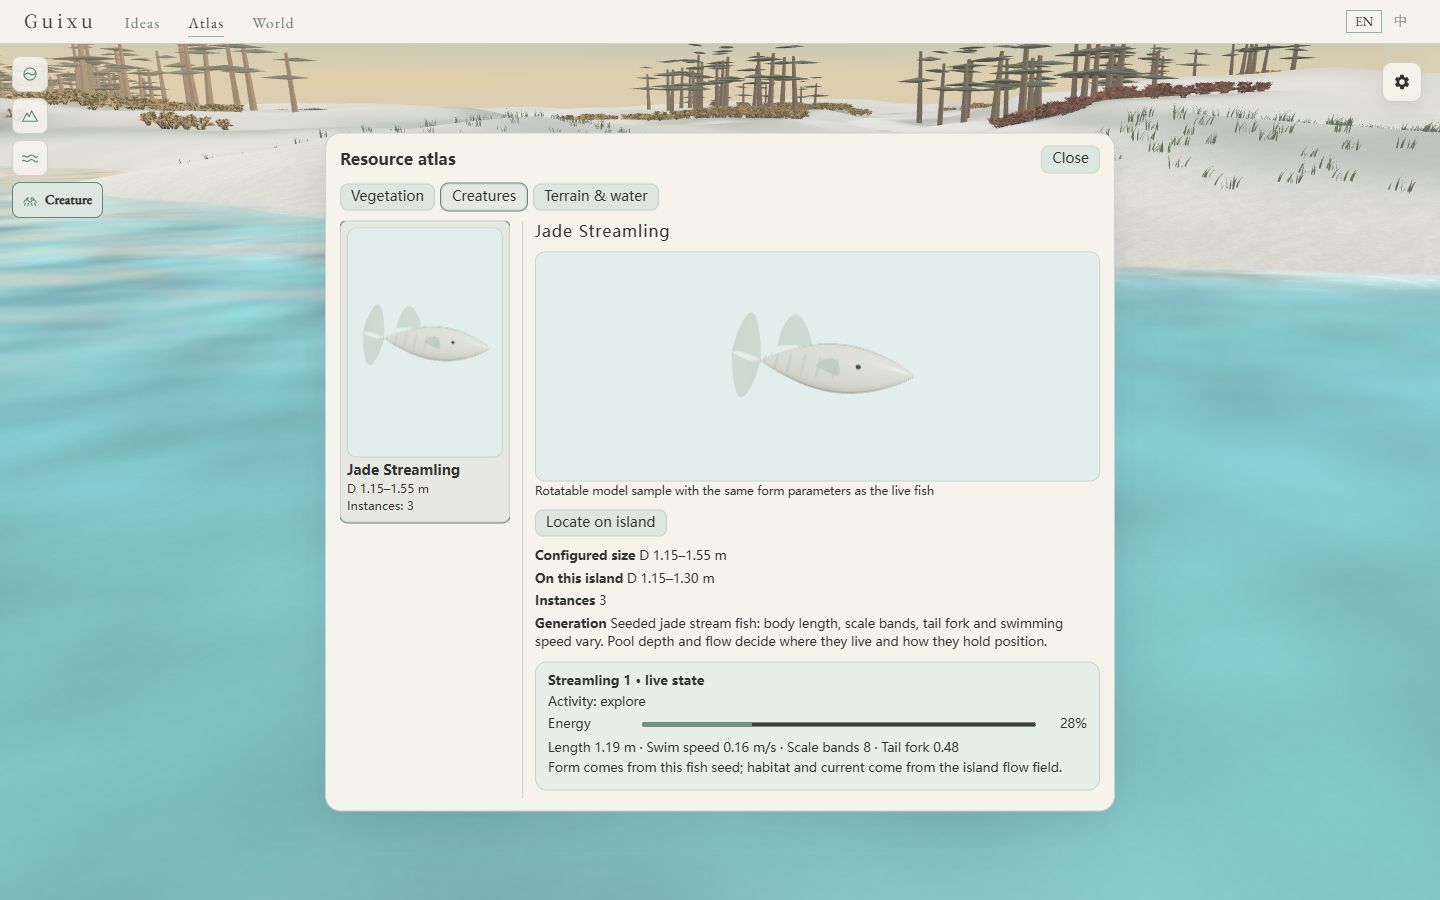 Guixu
Ideas
Atlas
World
EN
中
Creature
Resource atlas
Close
Vegetation
Creatures
Terrain & water
Jade Streamling
D 1.15–1.55 m
Instances: 3
Jade Streamling
Rotatable model sample with the same form parameters as the live fish
Locate on island
Configured size D 1.15–1.55 m
On this island D 1.15–1.30 m
Instances 3
Generation Seeded jade stream fish: body length, scale bands, tail fork and swimming
speed vary. Pool depth and flow decide where they live and how they hold position.
Streamling 1 • live state
Activity: explore
Energy 28%
Length 1.19 m · Swim speed 0.16 m/s · Scale bands 8 · Tail fork 0.48
Form comes from this fish seed; habitat and current come from the island flow field.